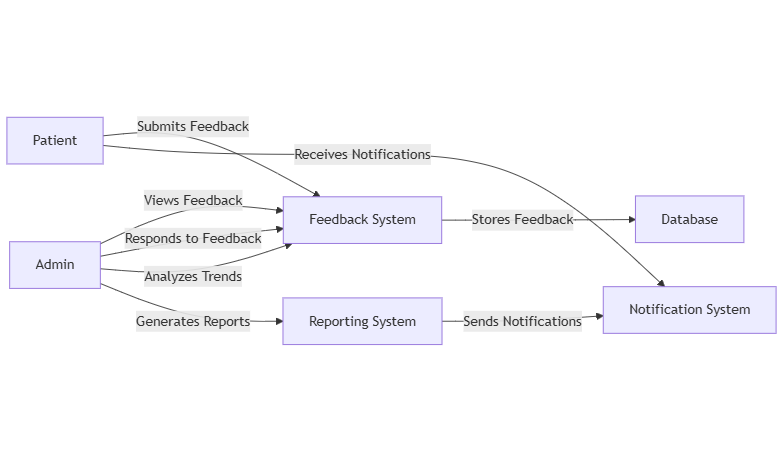 Submits Feedback
Patient
Receives Notifications
Views Feedback
Feedback System
Stores Feedback
Database
Responds to Feedback
Admin
Analyzes Trends
Notification System
Generates Reports
Reporting System
Sends Notifications